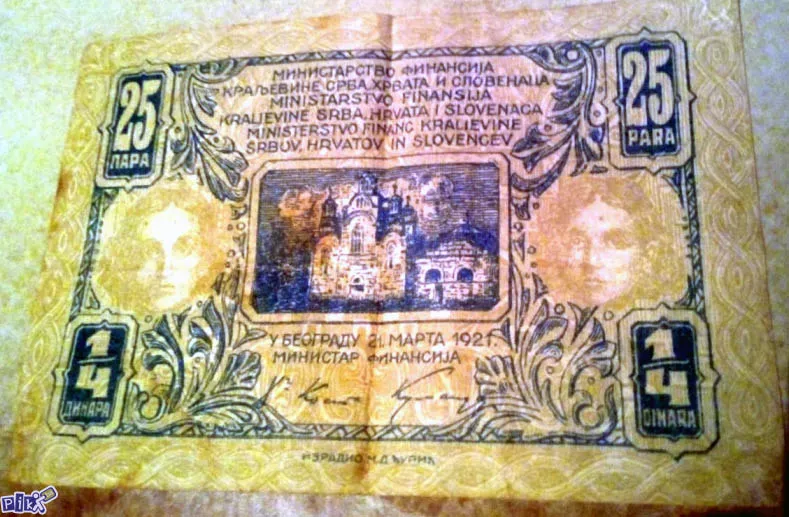 25
ПАРА
МИНИСТАРСТВО ФИНАНСИЈА
КРАЉЕВИНЕ СРБА, ХРВАТА И СЛОВЕНАЦА
MINISTARSTVO FINANSIJA
KRALJEVINE SRBA, HRVATA I SLOVENACA
MINISTERSTVO FINANC KRALJEVINE
SRBOV, HRVATOV IN SLOVENCEV
25
PARA
У БЕОГРАДУ 21. МАРТА 1921.
МИНИСТАР ФИНАНСИЈА
1/4
ДИНАРА
1/4
DINARA
ИЗРАДИО М.Д. ЂУРИЋ
pik